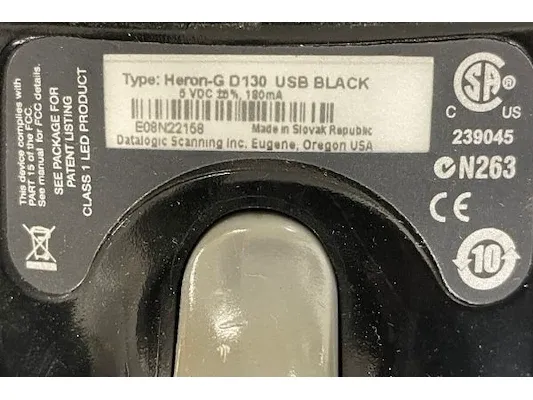 This device complies with
PART 15 of the FCC.
See manual for FCC details.
SEE PACKAGE FOR
PATENT LISTING
CLASS 1 LED PRODUCT
Type: Heron-G D130 USB BLACK
5 VDC ±5%, 180mA
E08N22158 Made in Slovak Republic
Datalogic Scanning Inc. Eugene, Oregon USA
SA
C US
239045
N263
CE
10